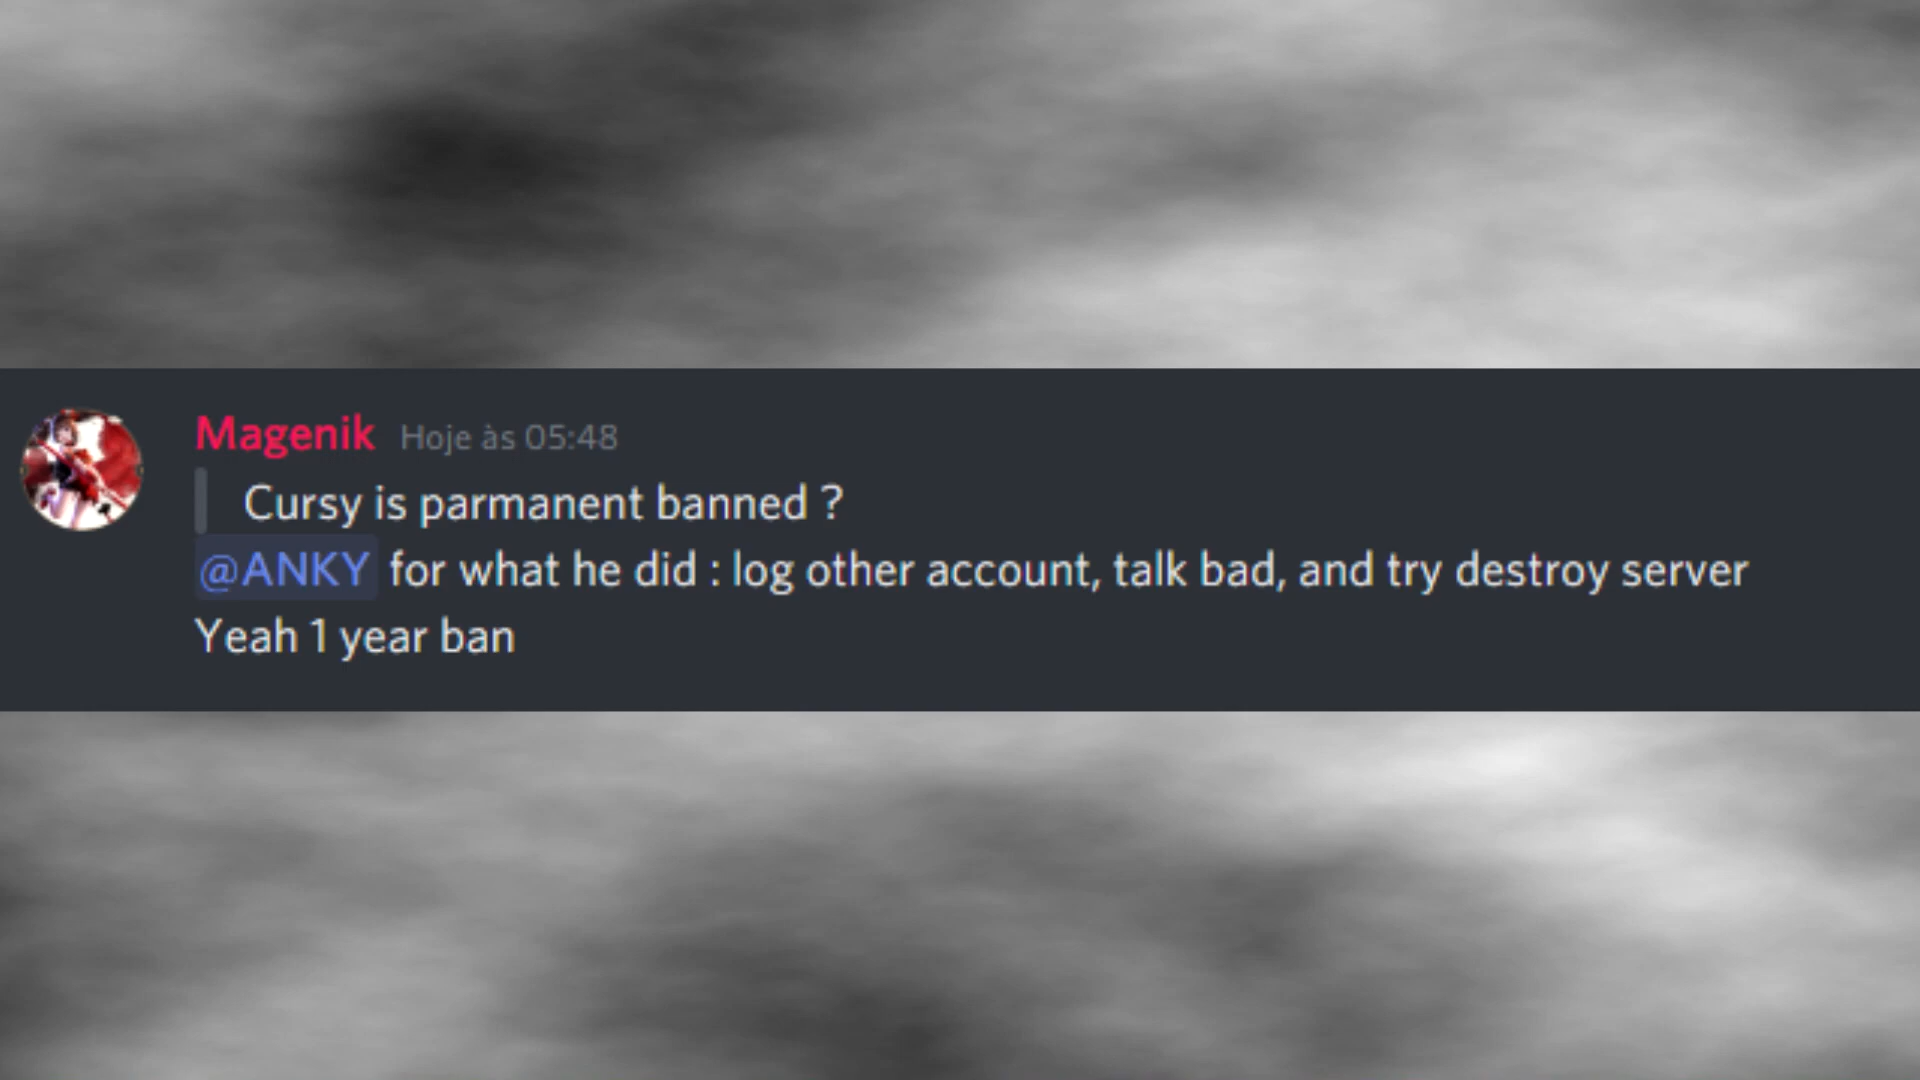 Magenik Hoje às 05:48
Cursy is parmanent banned ?
@ANKY for what he did : log other account, talk bad, and try destroy server
Yeah 1 year ban